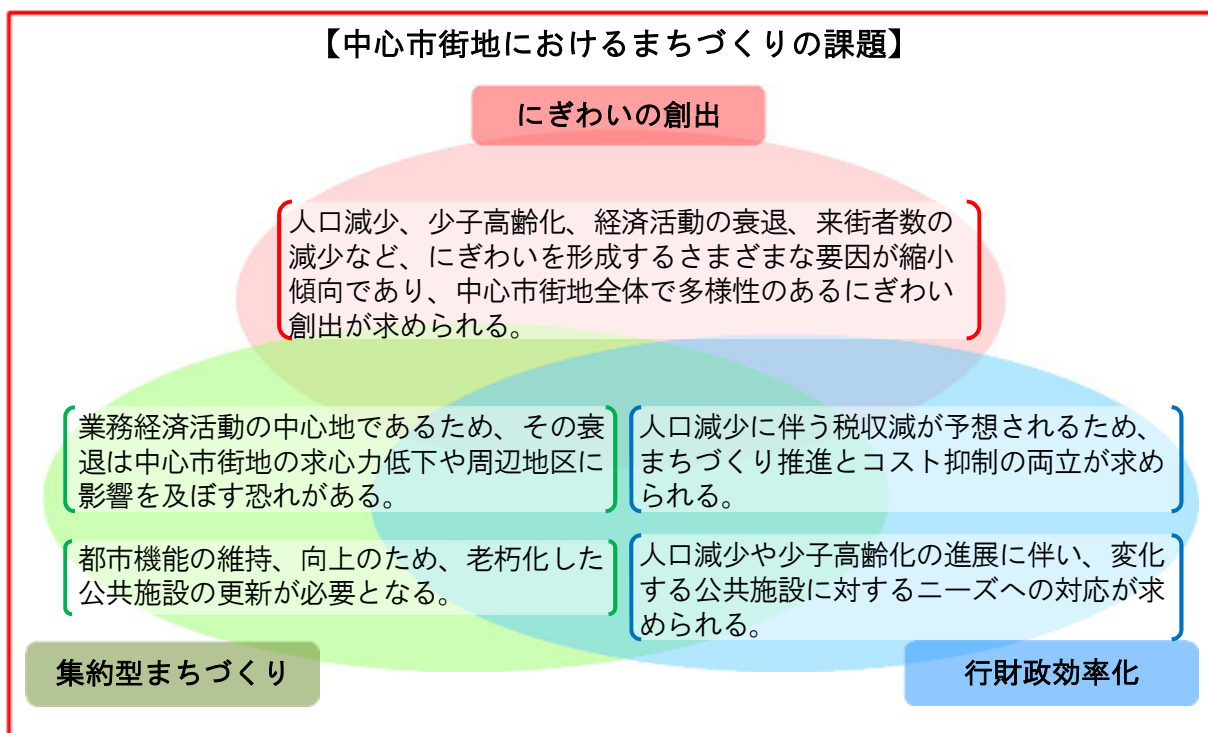 【中心市街地におけるまちづくりの課題】
にぎわいの創出
人口減少、少子高齢化、経済活動の衰退、来街者数の
減少など、にぎわいを形成するさまざまな要因が縮小
傾向であり、中心市街地全体で多様性のあるにぎわい
創出が求められる。
業務経済活動の中心地であるため、その衰
退は中心市街地の求心力低下や周辺地区に
影響を及ぼす恐れがある。
都市機能の維持、向上のため、老朽化した
公共施設の更新が必要となる。
人口減少に伴う税収減が予想されるため、
まちづくり推進とコスト抑制の両立が求め
られる。
人口減少や少子高齢化の進展に伴い、変化
する公共施設に対するニーズへの対応が求
められる。
集約型まちづくり
行財政効率化